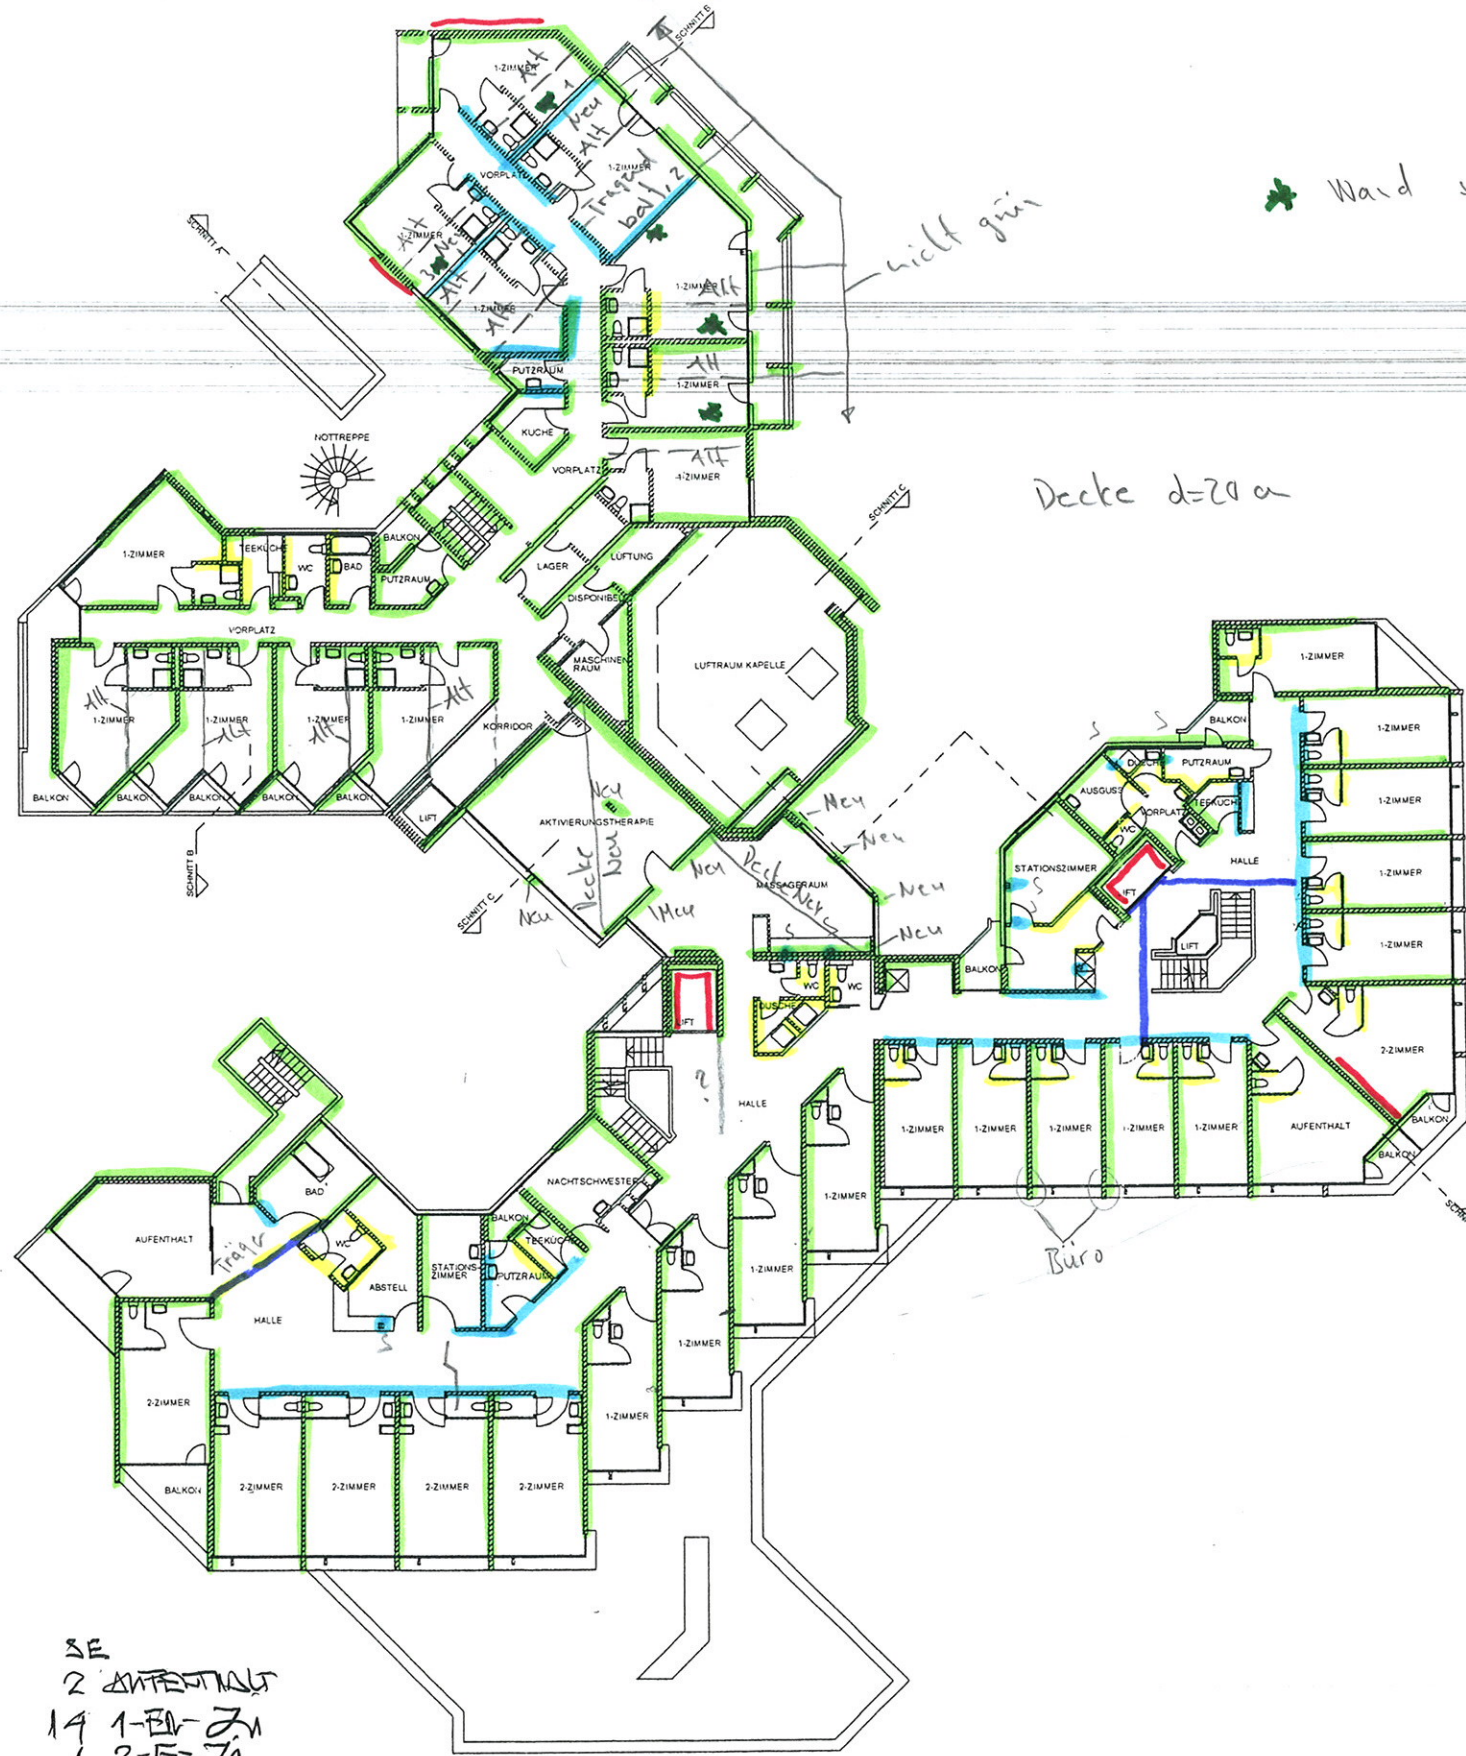 SCHNITT B
1-ZIMMER
Alt
1
Neu
Alt
1-ZIMMER
Tragend
2
VORPLATZ
Wand
SCHNITT A
Alt
1-ZIMMER
Neu
3
Alt
nicht grün
1-ZIMMER
Alt
1-ZIMMER
Alt
PUTZRAUM
Alt
1-ZIMMER
KÜCHE
NOTTREPPE
VORPLATZ
Alt
1-ZIMMER
Decke d=20
SCHNITT C
1-ZIMMER
TEEKÜCHE
WC
BAD
BALKON
PUTZRAUM
LAGER
LÜFTUNG
DISPONIBEL
VORPLATZ
MASCHINEN
RAUM
LUFTRAUM KAPELLE
1-ZIMMER
Alt
1-ZIMMER
Alt
1-ZIMMER
Alt
1-ZIMMER
Alt
1-ZIMMER
KORRIDOR
BALKON
1-ZIMMER
DUSCHE
PUTZRAUM
BALKON
BALKON
BALKON
BALKON
BALKON
LIFT
Neu
AKTIVIERUNGSTHERAPIE
Neu
Neu
AUSGUSS
VORPLATZ
TEEKÜCHE
1-ZIMMER
WC
SCHNITT B
Decke
Neu
Neu
Decke Neu
MASSAGERAUM
STATIONSZIMMER
HALLE
1-ZIMMER
SCHNITT C
Neu
Neu
Neu
Neu
LIFT
LIFT
1-ZIMMER
BALKON
WC
WC
DUSCHE
LIFT
2-ZIMMER
?
HALLE
1-ZIMMER
1-ZIMMER
1-ZIMMER
1-ZIMMER
1-ZIMMER
AUFENTHALT
BALKON
BALKON
BAD
NACHTSCHWESTER
1-ZIMMER
Büro
AUFENTHALT
Träger
WC
BALKON
TEEKÜCHE
STATIONS-
ZIMMER
PUTZRAUM
ABSTELL
1-ZIMMER
HALLE
1-ZIMMER
2-ZIMMER
1-ZIMMER
BALKON
2-ZIMMER
2-ZIMMER
2-ZIMMER
2-ZIMMER
2 AUFENTHALT
14